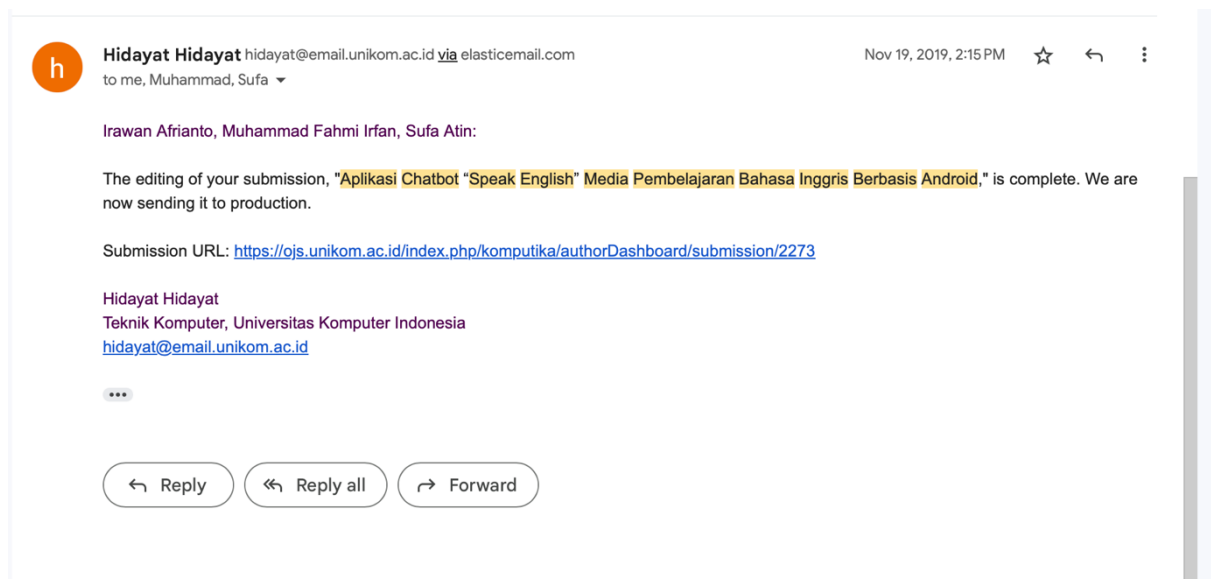 h
Hidayat Hidayat hidayat@email.unikom.ac.id via elasticemail.com
Nov 19, 2019, 2:15 PM
to me, Muhammad, Sufa
Irawan Afrianto, Muhammad Fahmi Irfan, Sufa Atin:
The editing of your submission, "Aplikasi Chatbot “Speak English” Media Pembelajaran Bahasa Inggris Berbasis Android," is complete. We are
now sending it to production.
Submission URL: https://ojs.unikom.ac.id/index.php/komputika/authorDashboard/submission/2273
Hidayat Hidayat
Teknik Komputer, Universitas Komputer Indonesia
hidayat@email.unikom.ac.id
Reply
Reply all
Forward